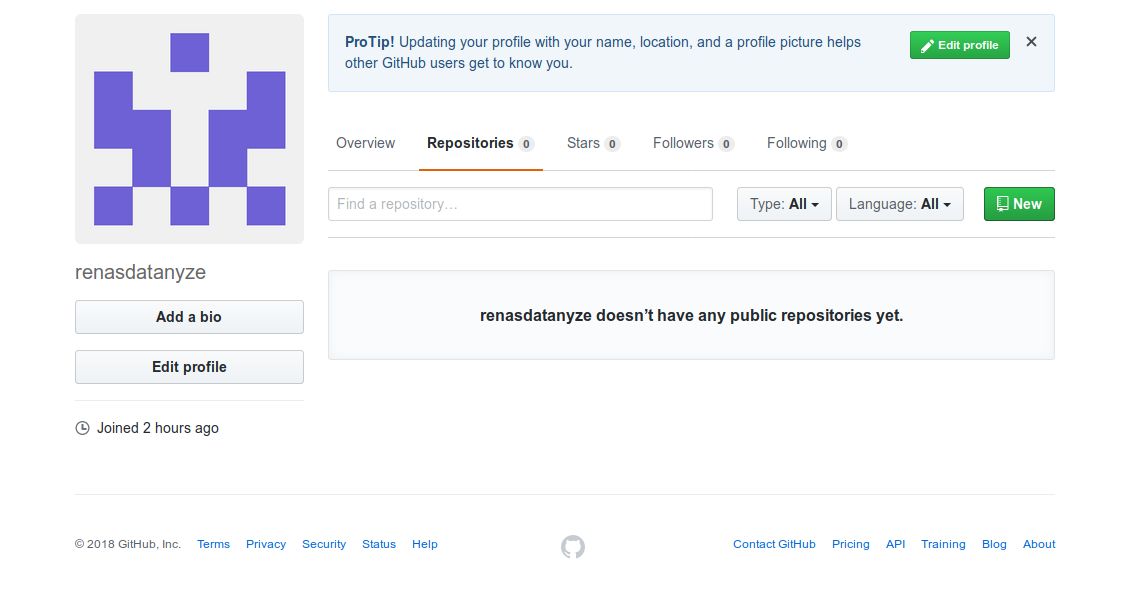 ProTip! Updating your profile with your name, location, and a profile picture helps
other GitHub users get to know you.
Edit profile
Overview Repositories 0 Stars 0 Followers 0 Following 0
Find a repository…
Type: All
Language: All
New
renasdatanyze
Add a bio
Edit profile
Joined 2 hours ago
renasdatanyze doesn’t have any public repositories yet.
© 2018 GitHub, Inc. Terms Privacy Security Status Help
Contact GitHub Pricing API Training Blog About